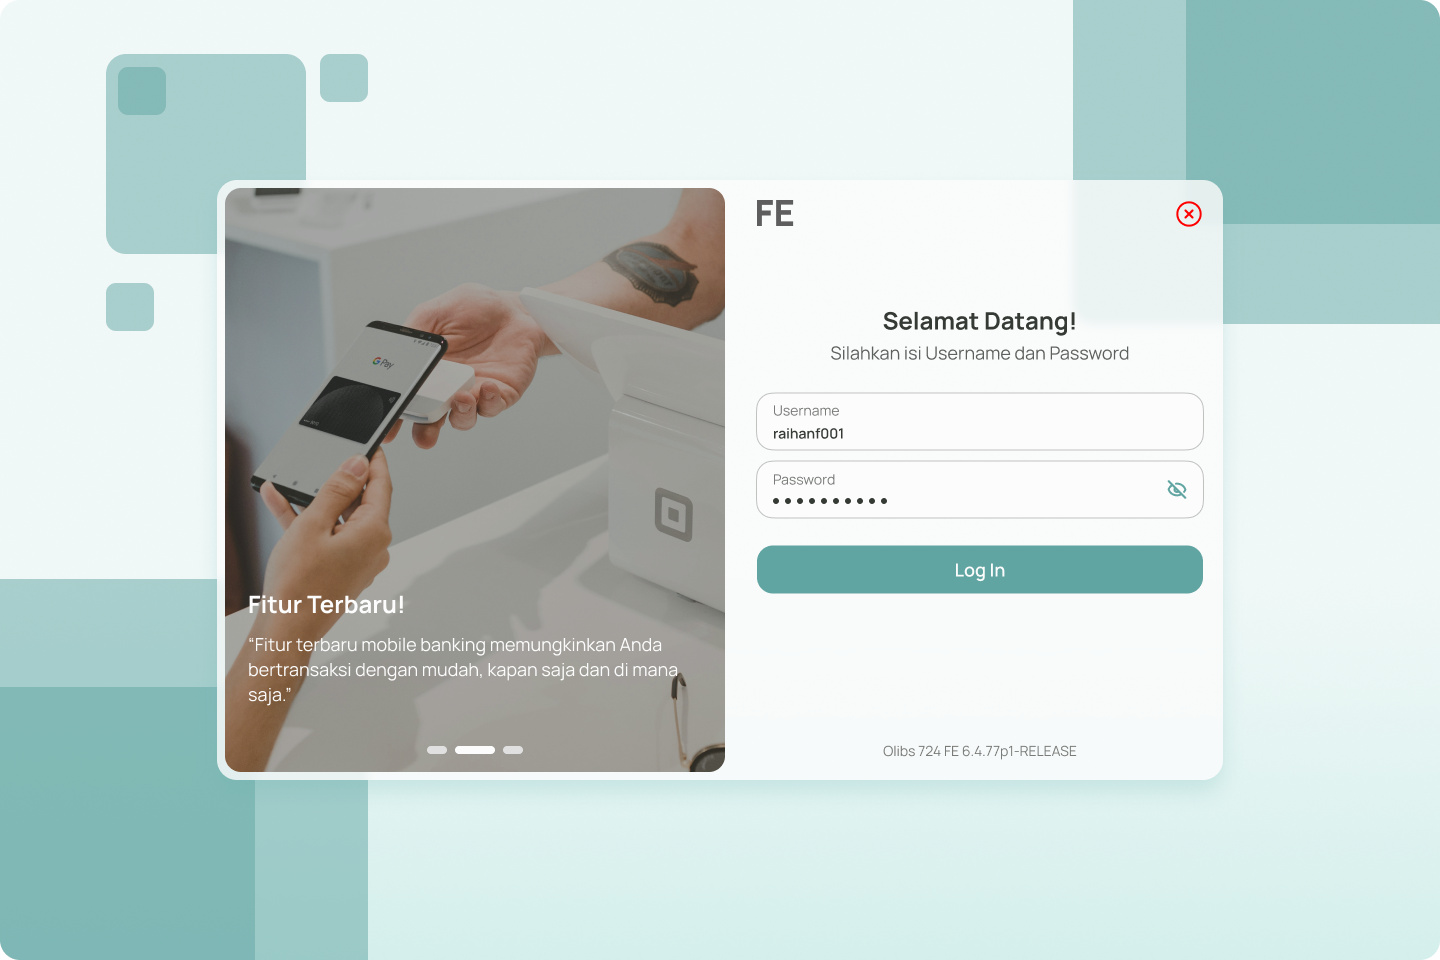 FE
Selamat Datang!
Silahkan isi Username dan Password
Username
raihanf001
Password
Log In
Olibs 724 FE 6.4.77p1-RELEASE
G Pay
Fitur Terbaru!
“Fitur terbaru mobile banking memungkinkan Anda
bertransaksi dengan mudah, kapan saja dan di mana
saja.”